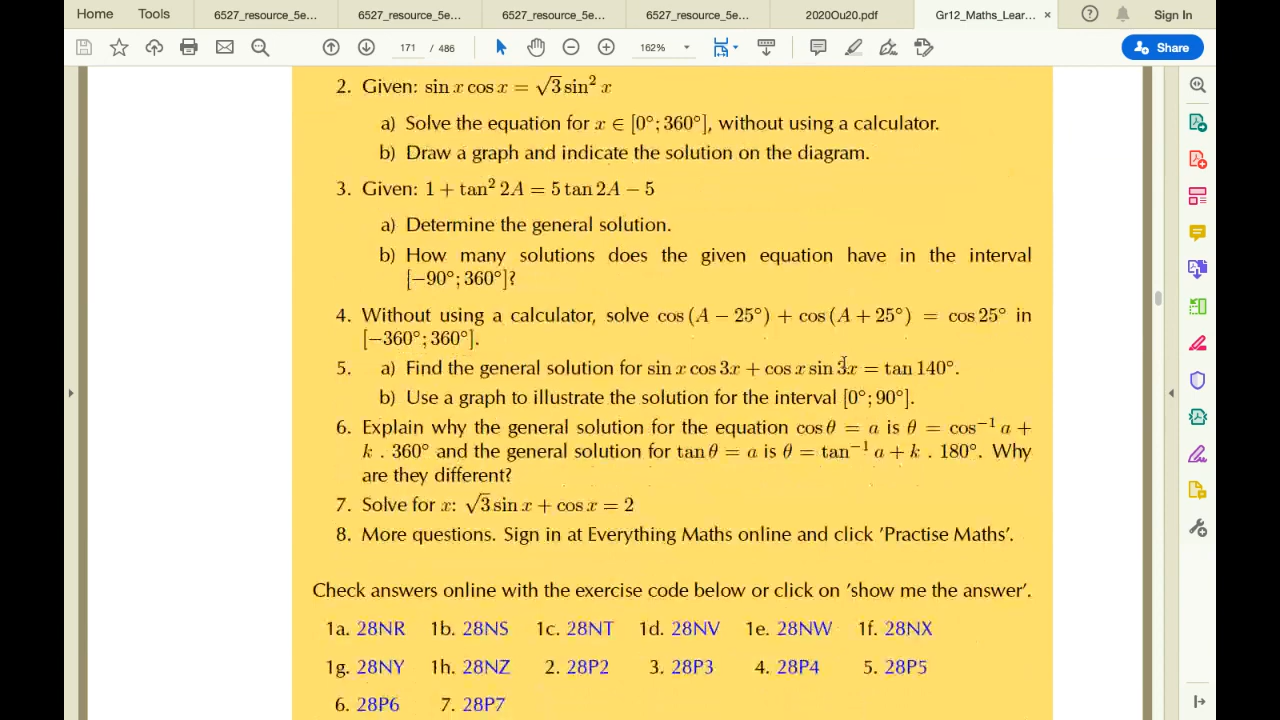 Home Tools 6527_resource_5e... 6527_resource_5e... 6527_resource_5e... 6527_resource_5e... 2020Ou20.pdf Gr12_Maths_Lear... × Sign In
171 / 486 162% Share
2. Given: sin x cos x = √3 sin² x
a) Solve the equation for x ∈ [0°; 360°], without using a calculator.
b) Draw a graph and indicate the solution on the diagram.
3. Given: 1 + tan² 2A = 5 tan 2A − 5
a) Determine the general solution.
b) How many solutions does the given equation have in the interval
[−90°; 360°]?
4. Without using a calculator, solve cos (A − 25°) + cos (A + 25°) = cos 25° in
[−360°; 360°].
5. a) Find the general solution for sin x cos 3x + cos x sin 3x = tan 140°.
b) Use a graph to illustrate the solution for the interval [0°; 90°].
6. Explain why the general solution for the equation cos θ = a is θ = cos⁻¹ a +
k . 360° and the general solution for tan θ = a is θ = tan⁻¹ a + k . 180°. Why
are they different?
7. Solve for x: √3 sin x + cos x = 2
8. More questions. Sign in at Everything Maths online and click 'Practise Maths'.
Check answers online with the exercise code below or click on 'show me the answer'.
1a. 28NR 1b. 28NS 1c. 28NT 1d. 28NV 1e. 28NW 1f. 28NX
1g. 28NY 1h. 28NZ 2. 28P2 3. 28P3 4. 28P4 5. 28P5
6. 28P6 7. 28P7